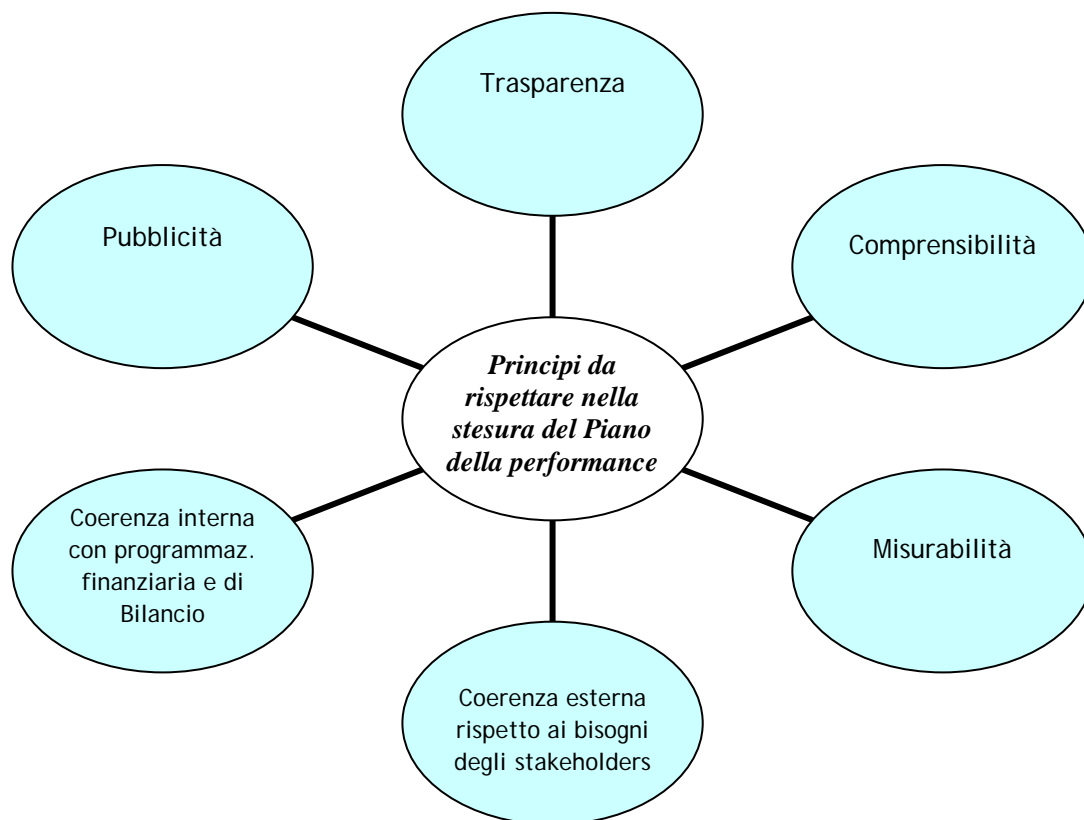 Trasparenza
Pubblicità
Comprensibilità
Principi da
rispettare nella
stesura del Piano
della performance
Coerenza interna
con programmaz.
finanziaria e di
Bilancio
Misurabilità
Coerenza esterna
rispetto ai bisogni
degli stakeholders